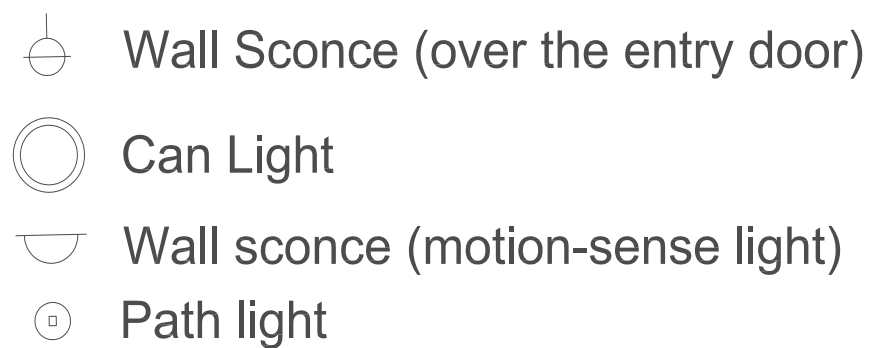 Wall Sconce (over the entry door)
Can Light
Wall sconce (motion-sense light)
Path light